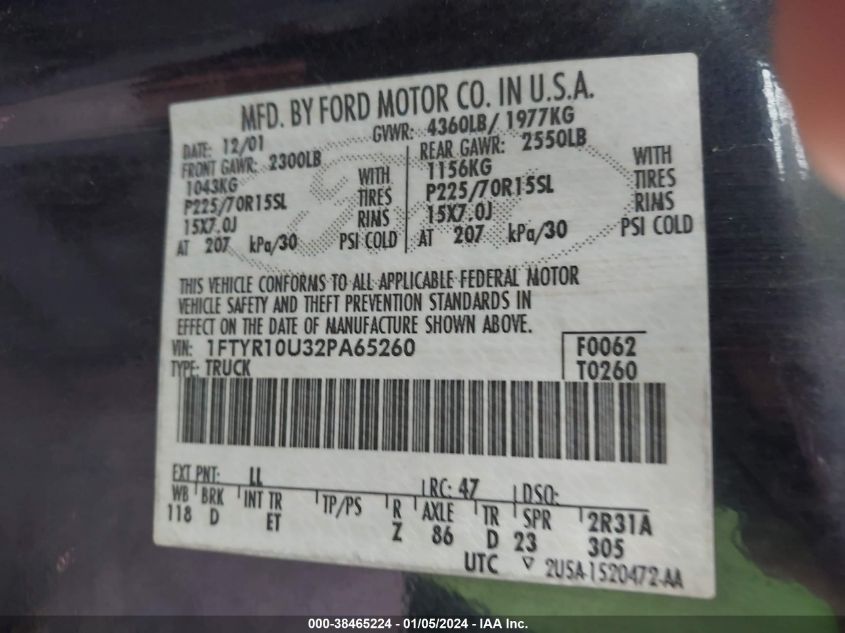 MFD. BY FORD MOTOR CO. IN U.S.A.
DATE: 12/01 GVWR: 4360LB/ 1977KG
FRONT GAWR: 2300LB REAR GAWR: 2550LB
1043KG WITH 1156KG WITH
P225/70R15SL TIRES P225/70R15SL TIRES
15X7.0J RIMS 15X7.0J RIMS
AT 207 kPa/30 PSI COLD AT 207 kPa/30 PSI COLD
THIS VEHICLE CONFORMS TO ALL APPLICABLE FEDERAL MOTOR
VEHICLE SAFETY AND THEFT PREVENTION STANDARDS IN
EFFECT ON THE DATE OF MANUFACTURE SHOWN ABOVE.
VIN: 1FTYR10U32PA65260 F0062
TYPE: TRUCK T0260
EXT PNT: LL RC: 47 DSO:
WB BRK INT TR TP/PS R AXLE TR SPR 2R31A
118 D ET Z 86 D 23 305
UTC ▽ 2U5A-1520472-AA
000-38465224 - 01/05/2024 - IAA Inc.